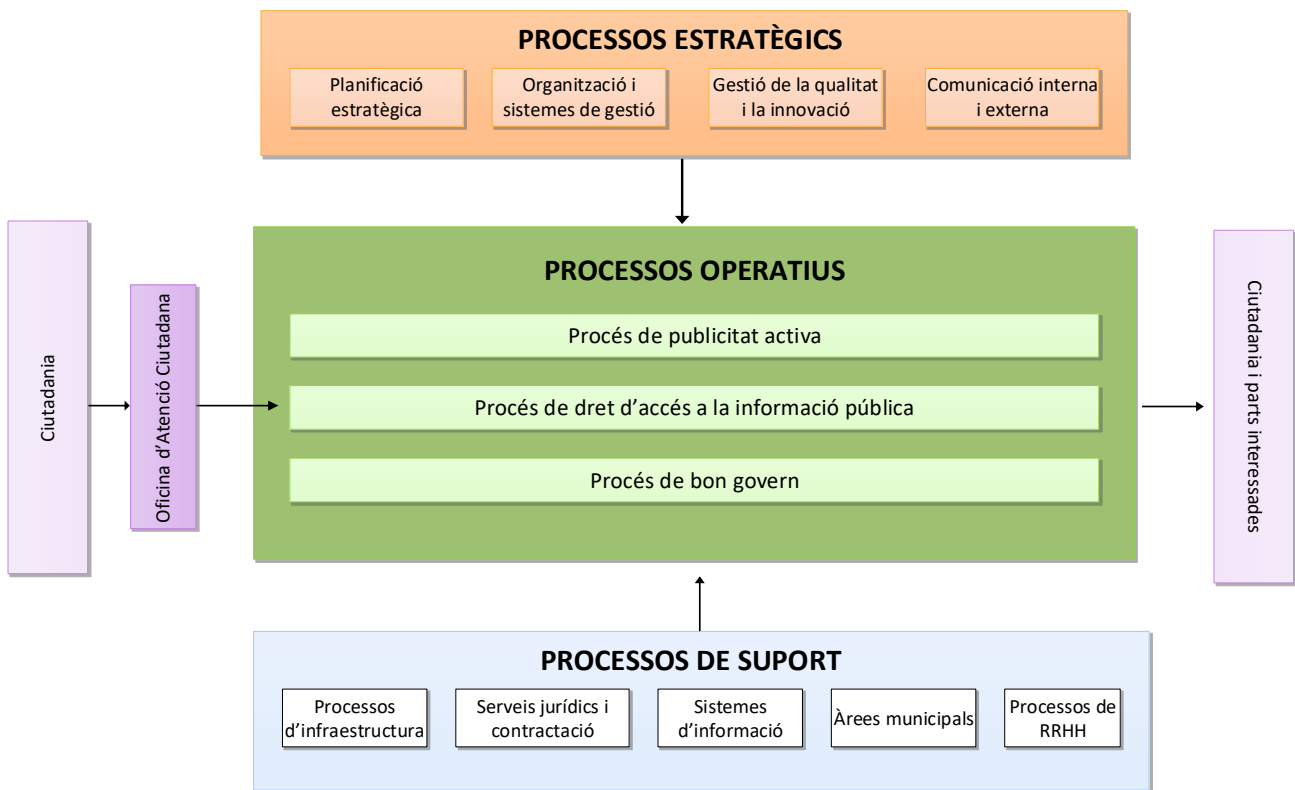 PROCESSOS ESTRATÈGICS
Planificació
estratègica
Organització i
sistemes de gestió
Gestió de la qualitat
i la innovació
Comunicació interna
i externa
Ciutadania
Oficina d’Atenció Ciutadana
PROCESSOS OPERATIUS
Procés de publicitat activa
Procés de dret d’accés a la informació pública
Procés de bon govern
Ciutadania i parts interessades
PROCESSOS DE SUPORT
Processos
d’infraestructura
Serveis jurídics i
contractació
Sistemes
d’informació
Àrees municipals
Processos de
RRHH